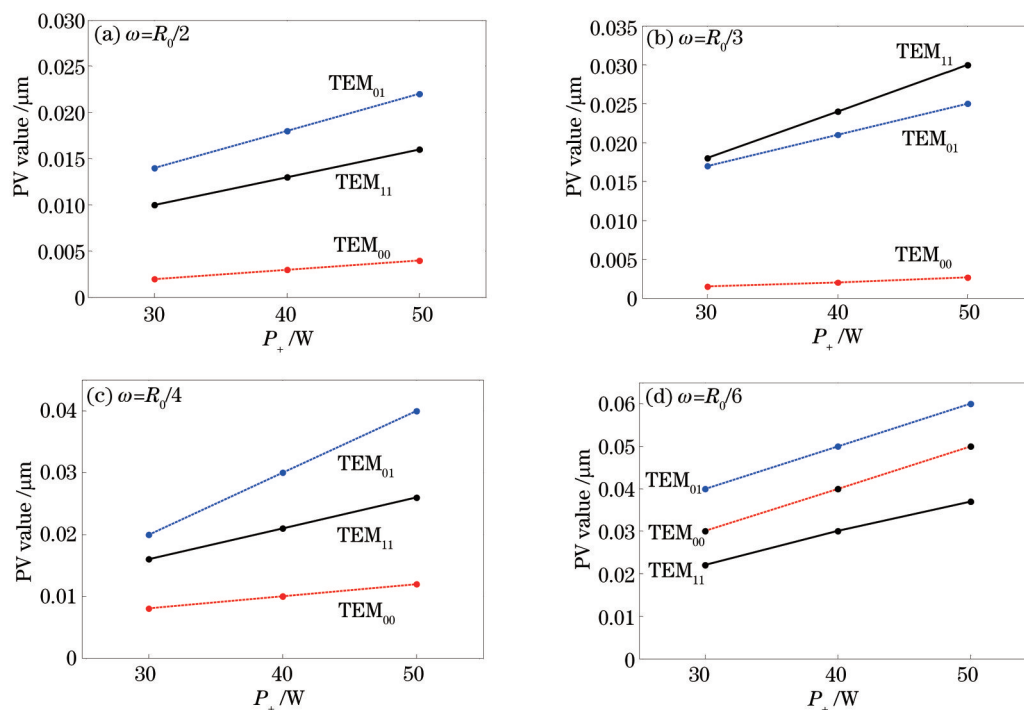 (a) ω=R₀/2
0.030
0.025
0.020
0.015
0.010
0.005
0
PV value /μm
TEM₀₁
TEM₁₁
TEM₀₀
30 40 50
P₊ /W
(b) ω=R₀/3
0.035
0.030
0.025
0.020
0.015
0.010
0.005
0
PV value /μm
TEM₁₁
TEM₀₁
TEM₀₀
30 40 50
P₊ /W
(c) ω=R₀/4
0.04
0.03
0.02
0.01
0
PV value /μm
TEM₀₁
TEM₁₁
TEM₀₀
30 40 50
P₊ /W
(d) ω=R₀/6
0.06
0.05
0.04
0.03
0.02
0.01
0
PV value /μm
TEM₀₁
TEM₀₀
TEM₁₁
30 40 50
P₊ /W